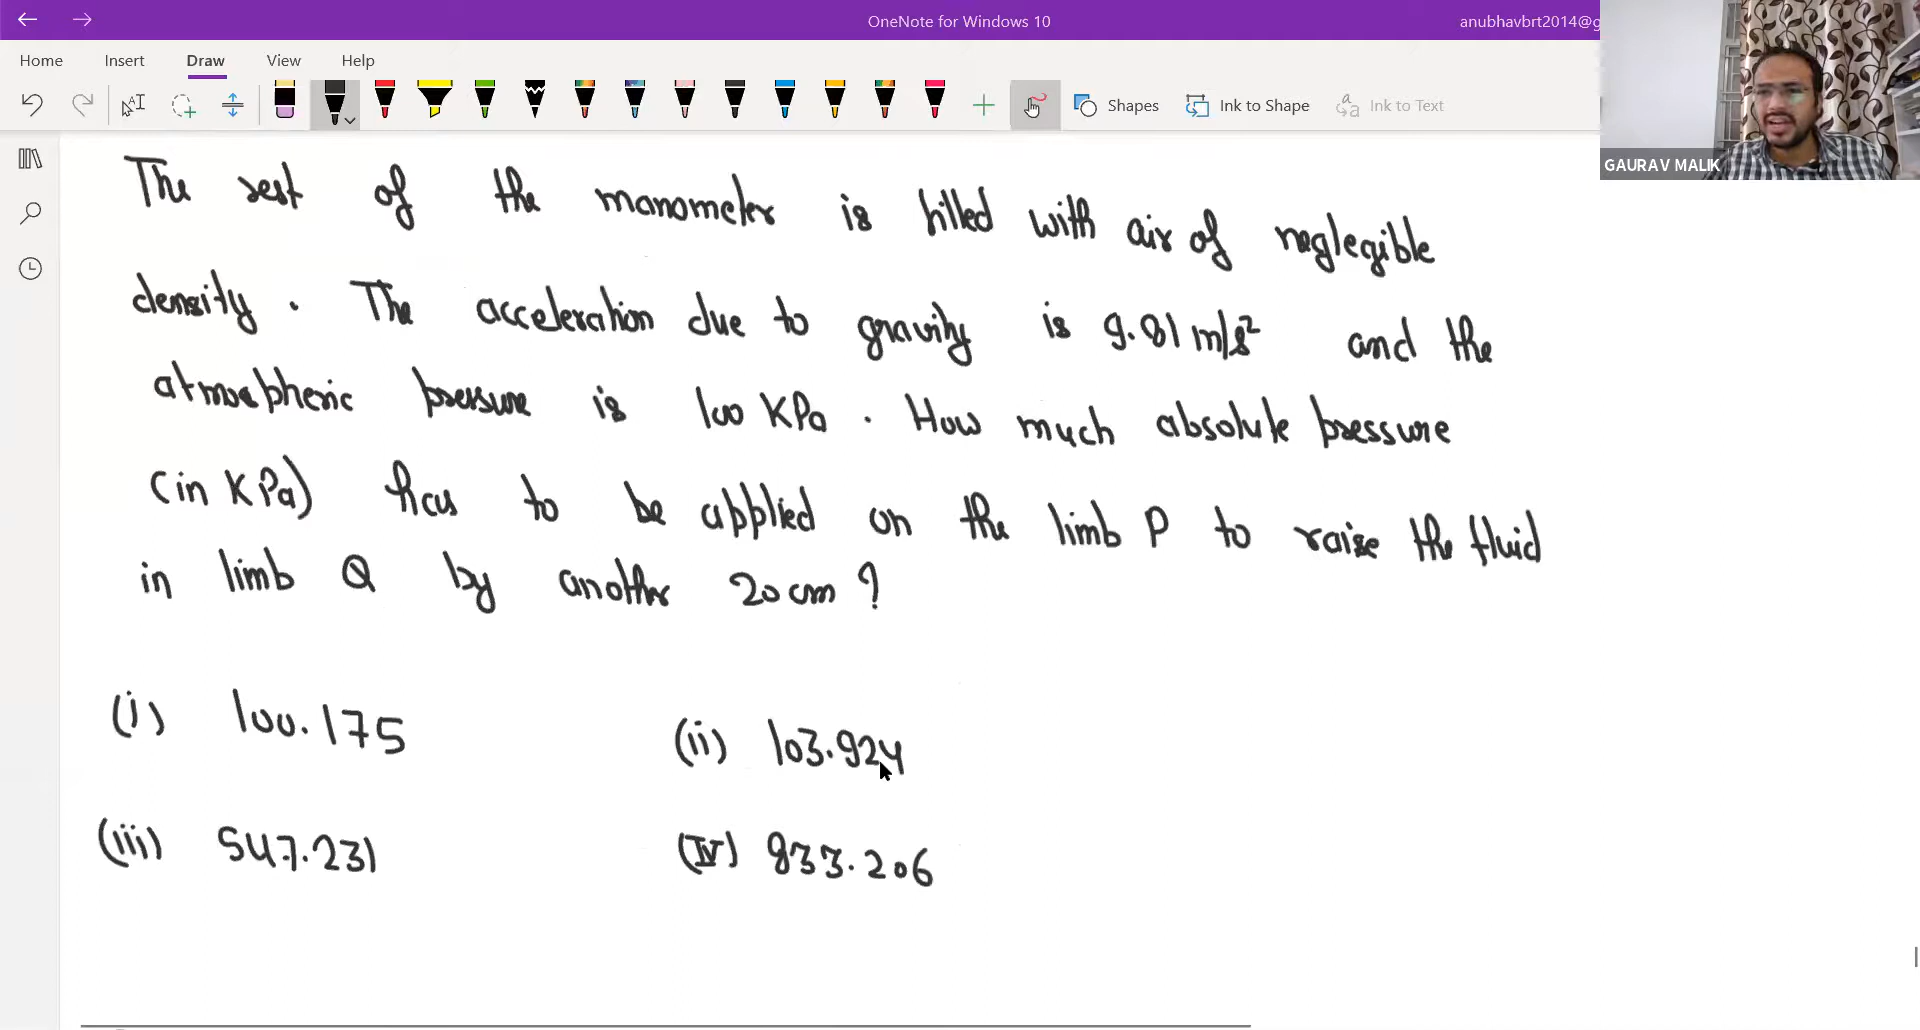 OneNote for Windows 10
anubhavbrt2014@g
Home Insert Draw View Help
Shapes Ink to Shape Ink to Text
GAURAV MALIK
The rest of the manometer is filled with air of neglegible
density. The acceleration due to gravity is 9.81 m/s²  and the
atmospheric pressure is 100 KPa. How much absolute pressure
(in KPa) has to be applied on the limb P to raise the fluid
in limb Q by another 20 cm?
(i) 100.175 (ii) 103.924
(iii) 547.231 (IV) 833.206